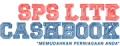 SPS LITE
CASHBOOK
"MEMUDAHKAN PERNIAGAAN ANDA"